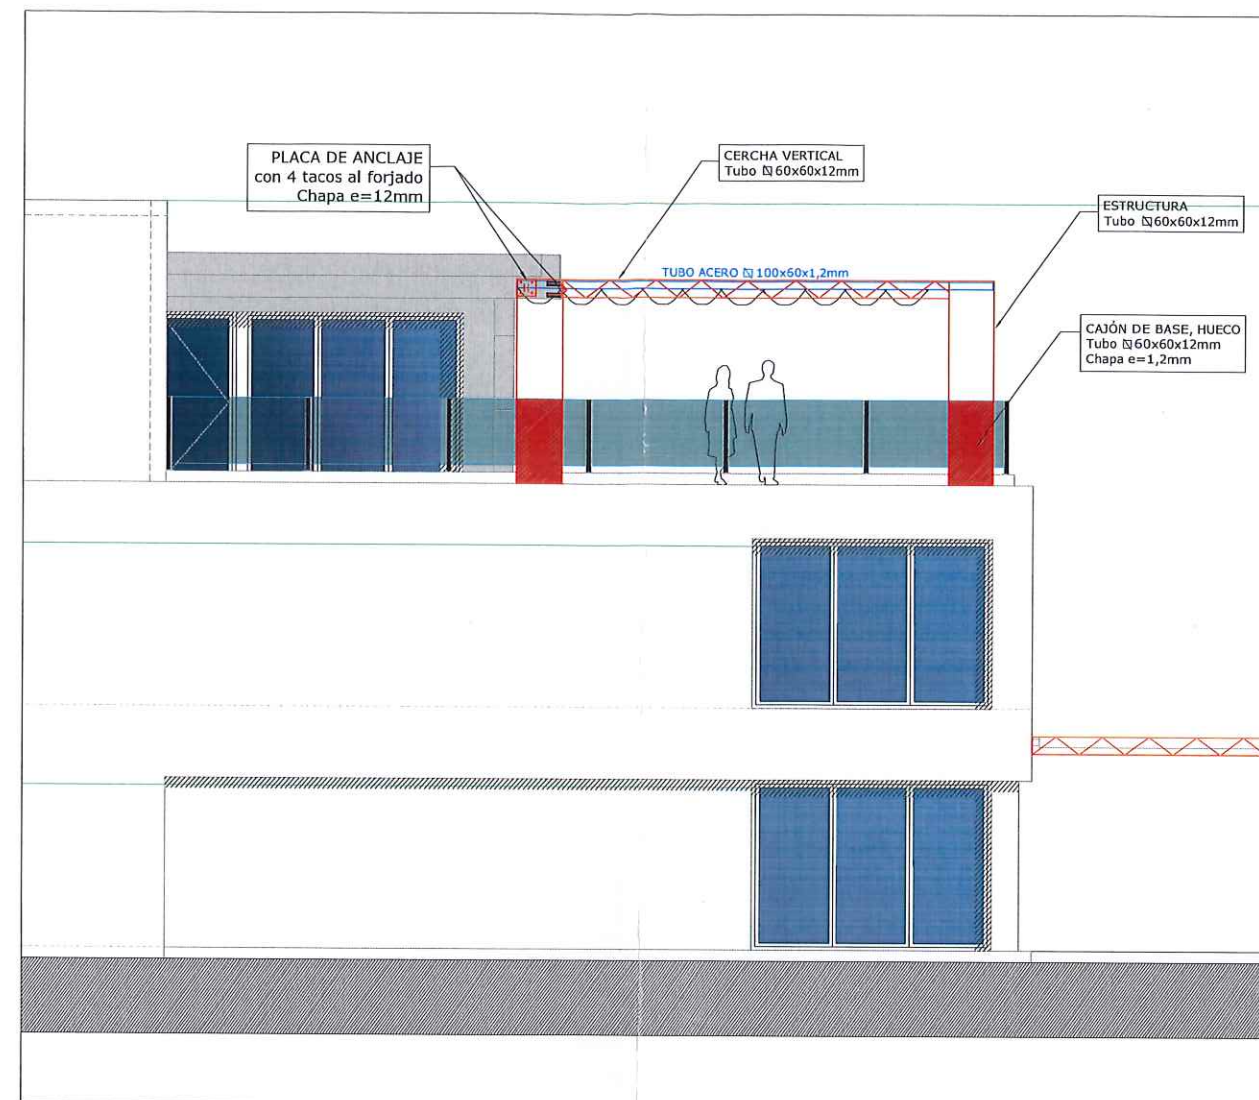 PLACA DE ANCLAJE
con 4 tacos al forjado
Chapa e=12mm
CERCHA VERTICAL
Tubo 60x60x12mm
ESTRUCTURA
Tubo 60x60x12mm
TUBO ACERO 100x60x1,2mm
CAJÓN DE BASE, HUECO
Tubo 60x60x12mm
Chapa e=1,2mm